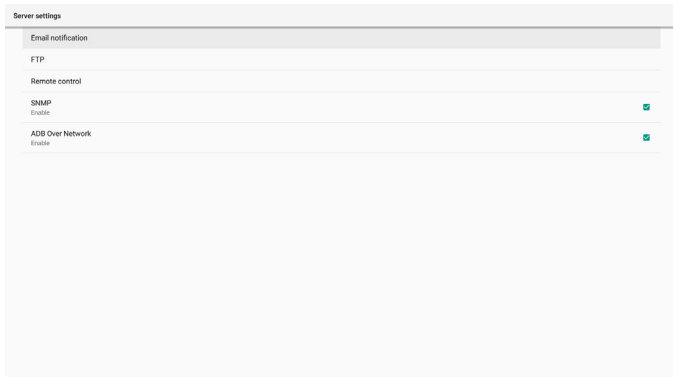 Server settings
Email notification
FTP
Remote control
SNMP
Enable
ADB Over Network
Enable